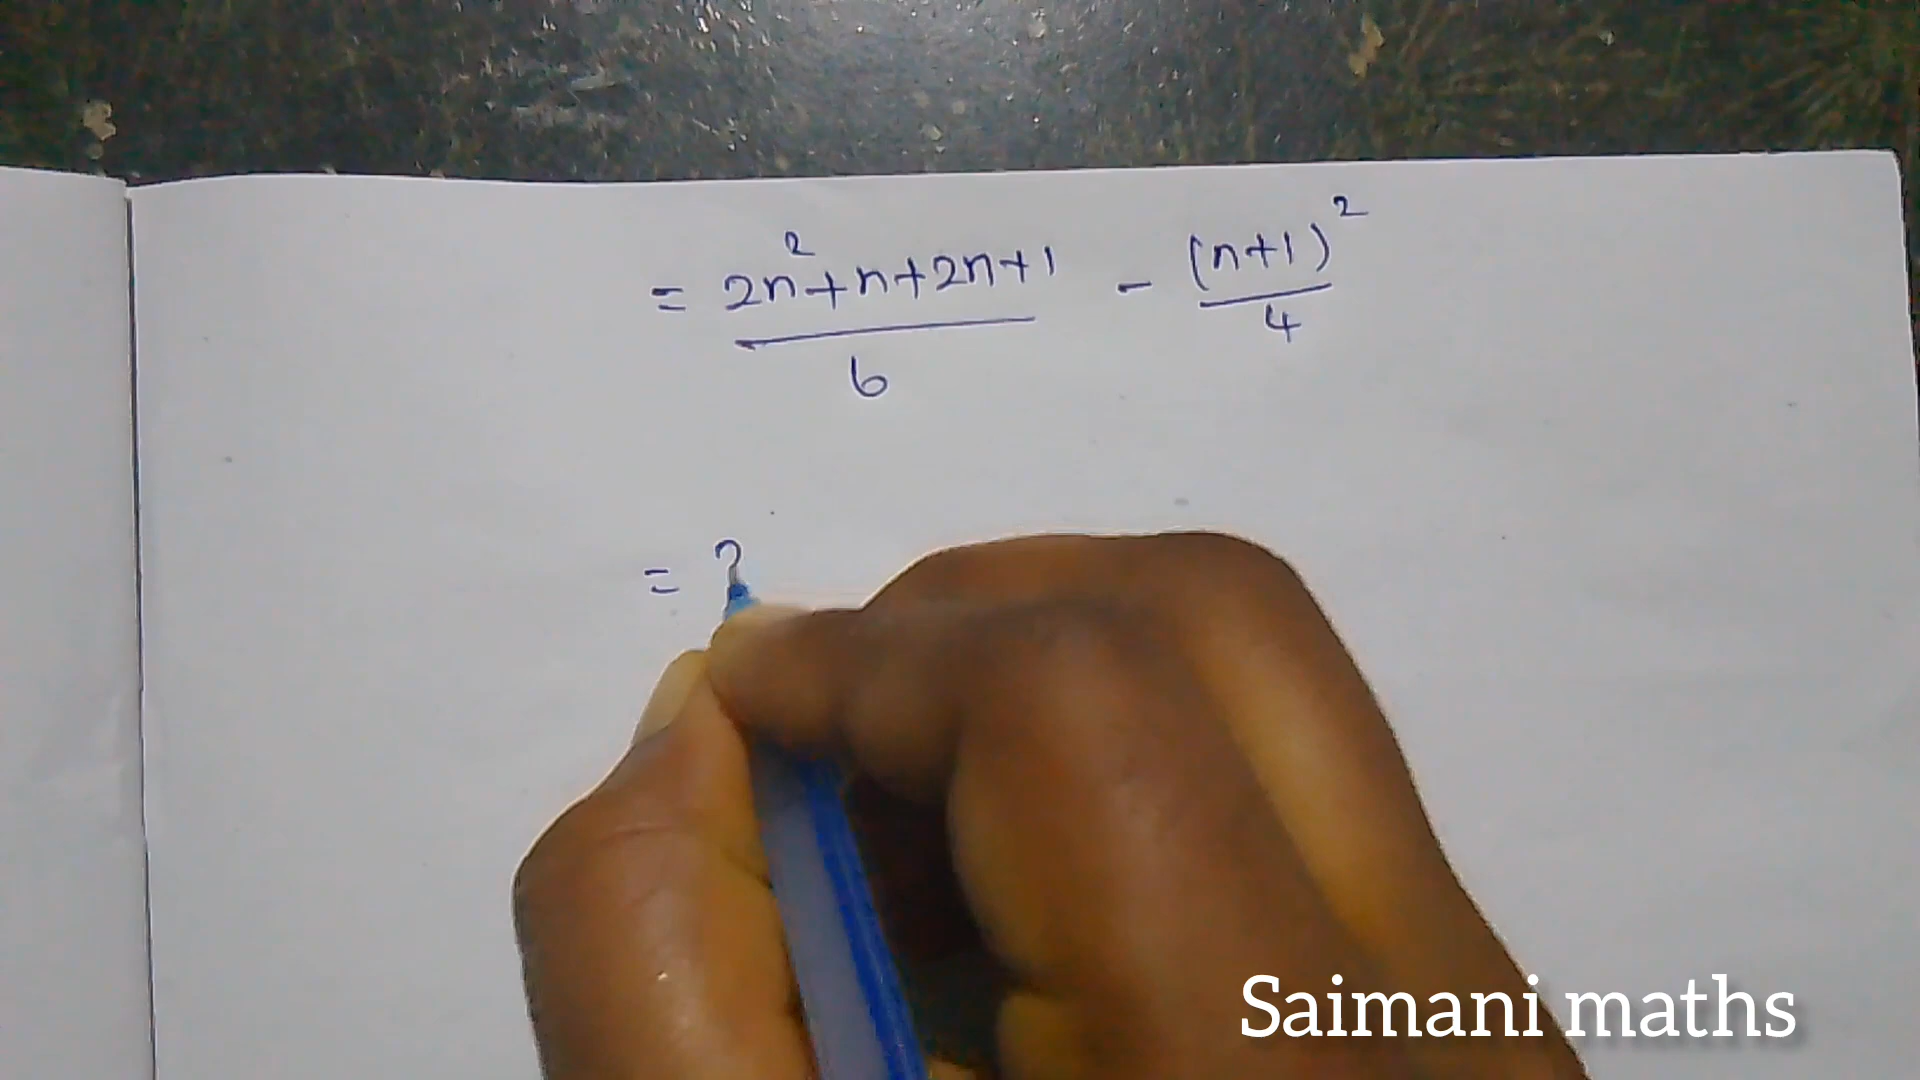 = 2n²+n+2n+1 / 6 - (n+1)² / 4
= 2
Saimani maths